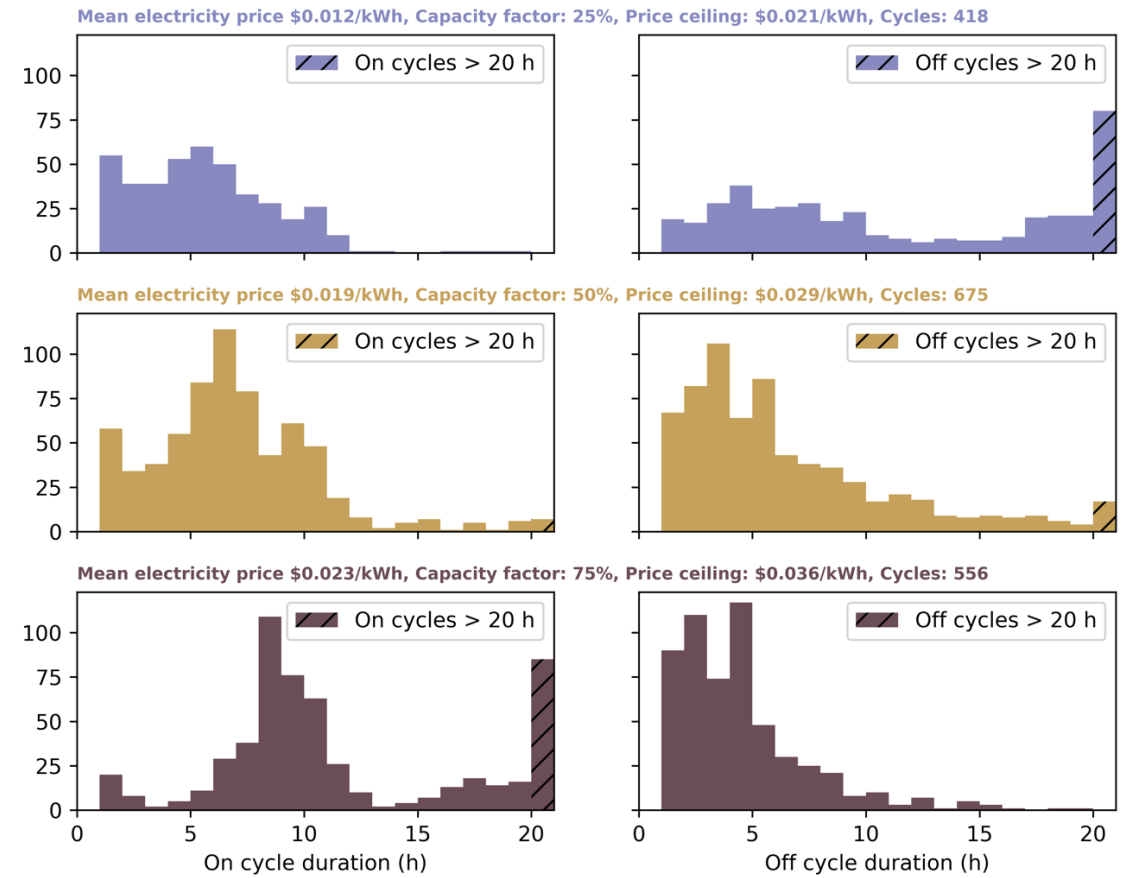 Mean electricity price $0.012/kWh, Capacity factor: 25%, Price ceiling: $0.021/kWh, Cycles: 418
On cycles > 20 h
Off cycles > 20 h
100
75
50
25
0
Mean electricity price $0.019/kWh, Capacity factor: 50%, Price ceiling: $0.029/kWh, Cycles: 675
On cycles > 20 h
Off cycles > 20 h
100
75
50
25
0
Mean electricity price $0.023/kWh, Capacity factor: 75%, Price ceiling: $0.036/kWh, Cycles: 556
On cycles > 20 h
Off cycles > 20 h
100
75
50
25
0
0 5 10 15 20
0 5 10 15 20
On cycle duration (h)
Off cycle duration (h)